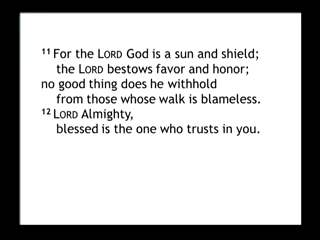 11 For the LORD God is a sun and shield;
the LORD bestows favor and honor;
no good thing does he withhold
from those whose walk is blameless.
12 LORD Almighty,
blessed is the one who trusts in you.